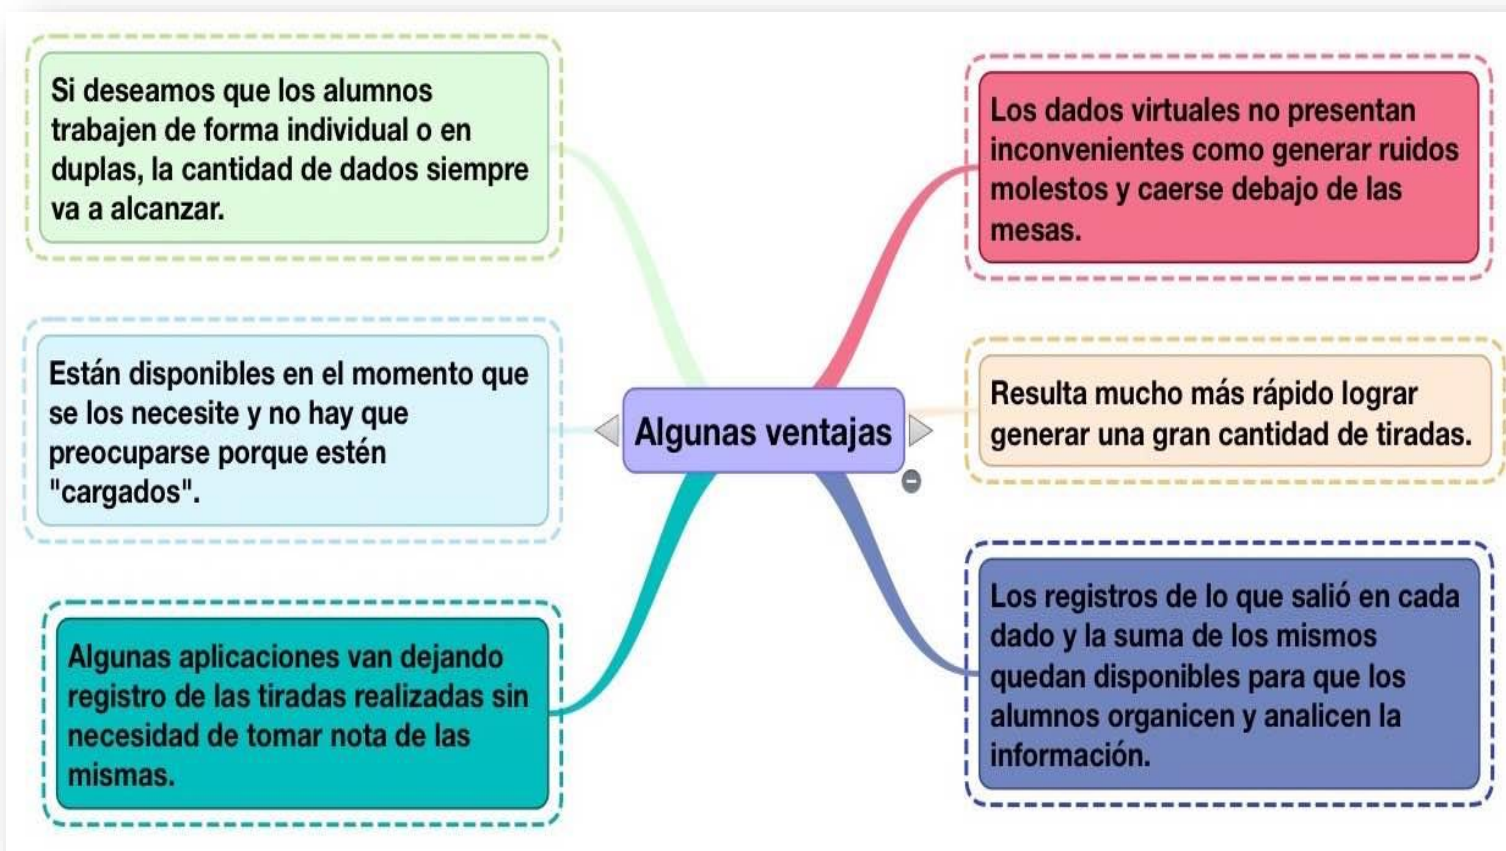 Si deseamos que los alumnos
trabajen de forma individual o en
duplas, la cantidad de dados siempre
va a alcanzar.
Están disponibles en el momento que
se los necesite y no hay que
preocuparse porque estén
"cargados".
Algunas aplicaciones van dejando
registro de las tiradas realizadas sin
necesidad de tomar nota de las
mismas.
Algunas ventajas
Los dados virtuales no presentan
inconvenientes como generar ruidos
molestos y caerse debajo de las
mesas.
Resulta mucho más rápido lograr
generar una gran cantidad de tiradas.
Los registros de lo que salió en cada
dado y la suma de los mismos
quedan disponibles para que los
alumnos organicen y analicen la
información.